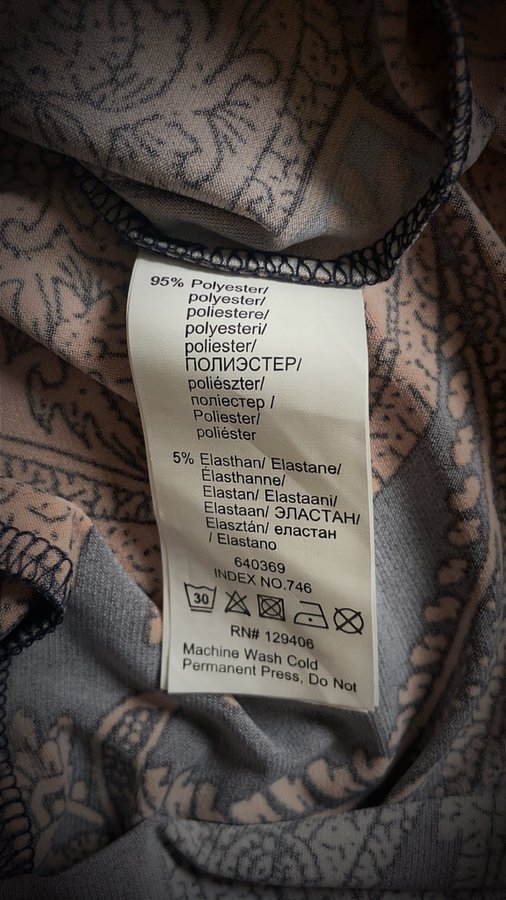 95% Polyester/
polyester/
poliestere/
polyesteri/
poliester/
ПОЛИЭСТЕР/
poliészter/
полиестер /
Poliester/
poliéster
5% Elasthan/ Elastane/
Élasthanne/
Elastan/ Elastaani/
Elastaan/ ЭЛАСТАН/
Elasztán/ еластан
/ Elastano
640369
INDEX NO.746
30
RN# 129406
Machine Wash Cold
Permanent Press, Do Not